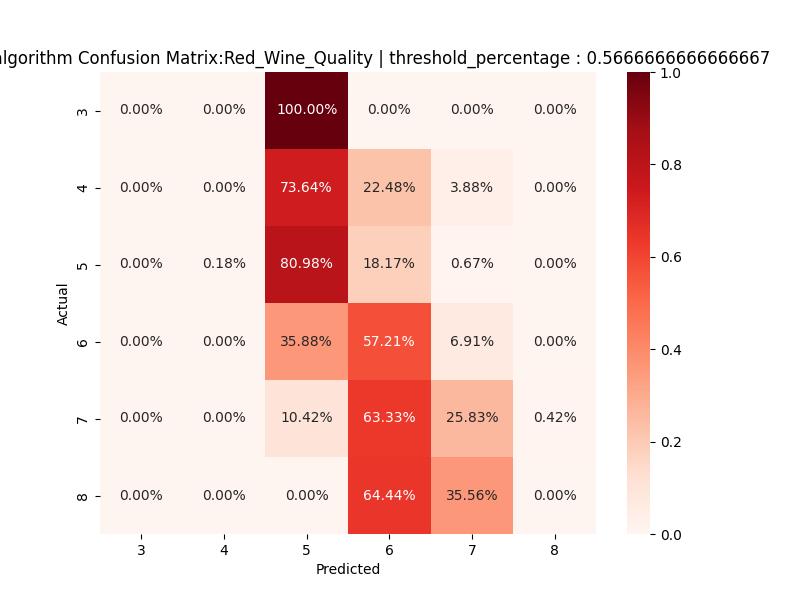 algorithm Confusion Matrix:Red_Wine_Quality | threshold_percentage : 0.5666666666666667
3 0.00% 0.00% 100.00% 0.00% 0.00% 0.00%
4 0.00% 0.00% 73.64% 22.48% 3.88% 0.00%
5 0.00% 0.18% 80.98% 18.17% 0.67% 0.00%
6 0.00% 0.00% 35.88% 57.21% 6.91% 0.00%
7 0.00% 0.00% 10.42% 63.33% 25.83% 0.42%
8 0.00% 0.00% 0.00% 64.44% 35.56% 0.00%
3 4 5 6 7 8
Predicted
Actual
1.0
0.8
0.6
0.4
0.2
0.0